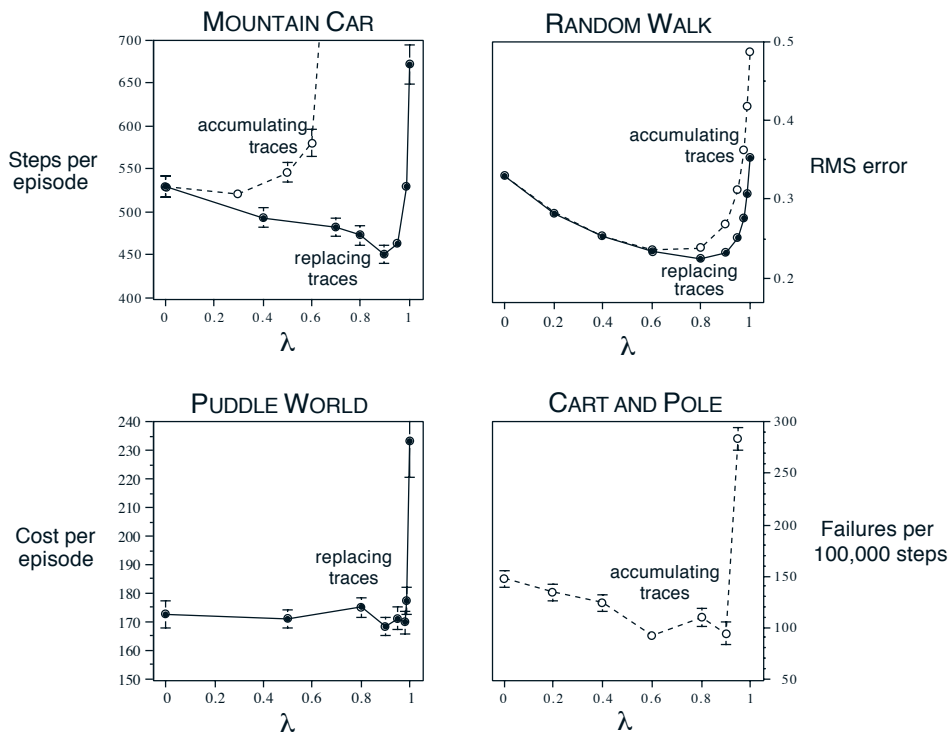 MOUNTAIN CAR
700
650
600
550
500
450
400
Steps per
episode
accumulating
traces
replacing
traces
0
0.2
0.4
0.6
0.8
1
λ
RANDOM WALK
0.5
0.4
0.3
0.2
RMS error
accumulating
traces
replacing
traces
0
0.2
0.4
0.6
0.8
1
λ
PUDDLE WORLD
240
230
220
210
200
190
180
170
160
150
Cost per
episode
replacing
traces
0
0.2
0.4
0.6
0.8
1
λ
CART AND POLE
300
250
200
150
100
50
Failures per
100,000 steps
accumulating
traces
0
0.2
0.4
0.6
0.8
1
λ